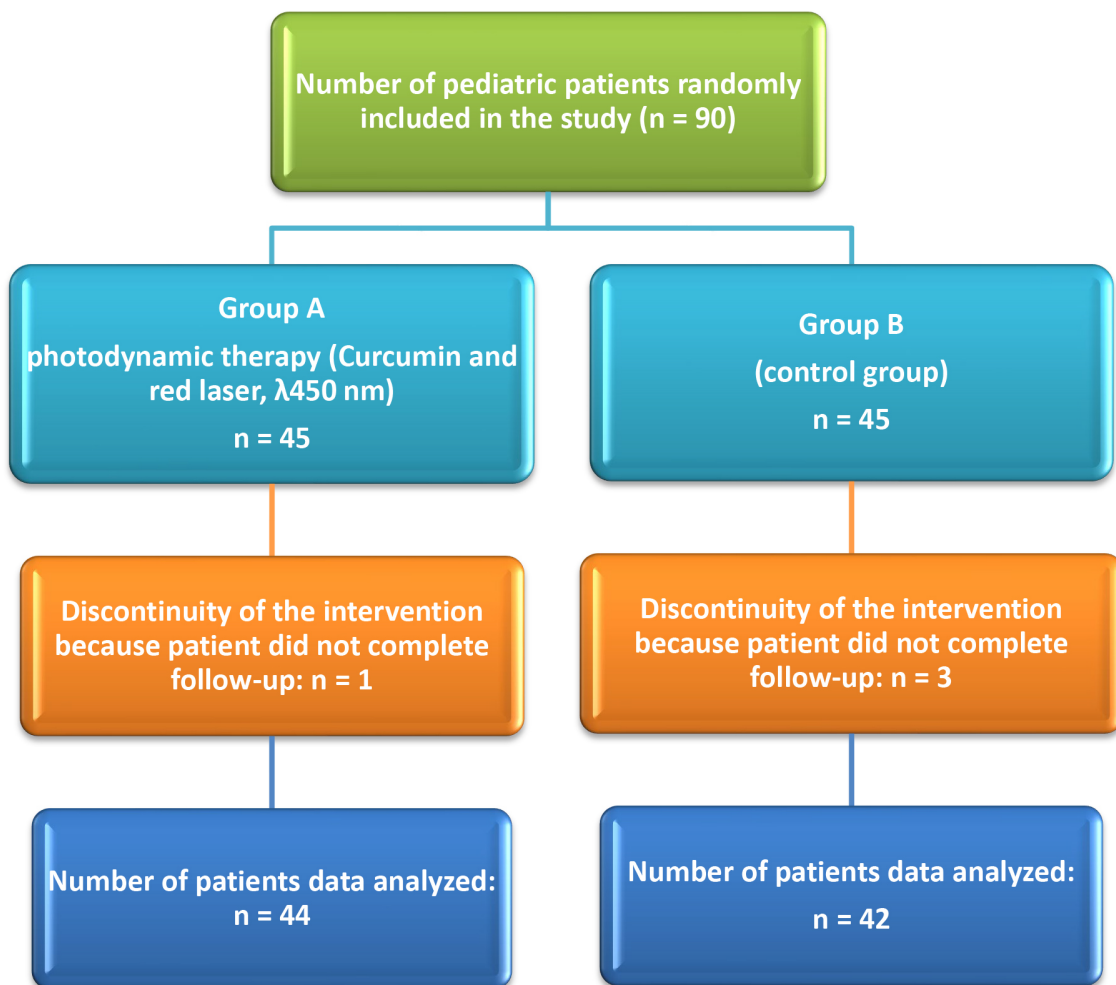 Number of pediatric patients randomly
included in the study (n = 90)
Group A
photodynamic therapy (Curcumin and
red laser, λ450 nm)
n = 45
Group B
(control group)
n = 45
Discontinuity of the intervention
because patient did not complete
follow-up: n = 1
Discontinuity of the intervention
because patient did not complete
follow-up: n = 3
Number of patients data analyzed:
n = 44
Number of patients data analyzed:
n = 42